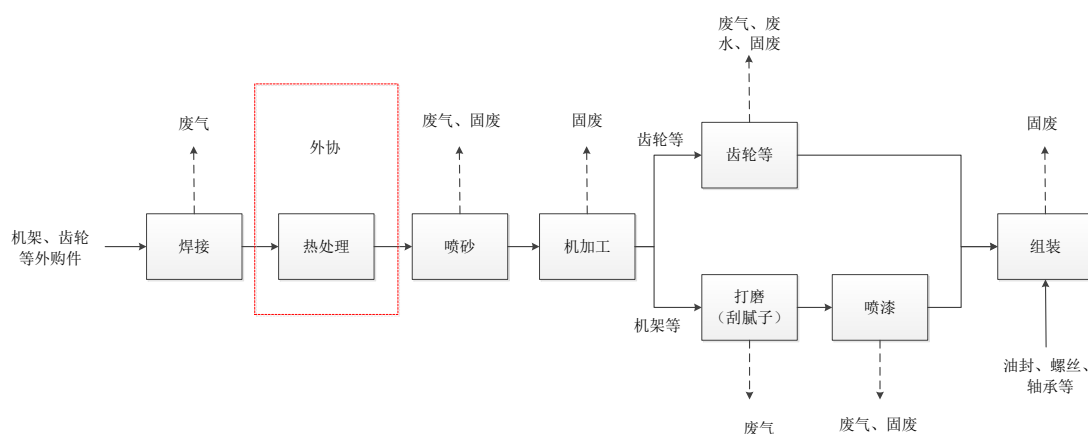 废气、废
水、固废
废气
外协
废气、固废
固废
齿轮等
齿轮等
固废
机架、齿轮
等外购件
焊接
热处理
喷砂
机加工
组装
机架等
打磨
（刮腻子）
喷漆
油封、螺丝、
轴承等
废气
废气、固废